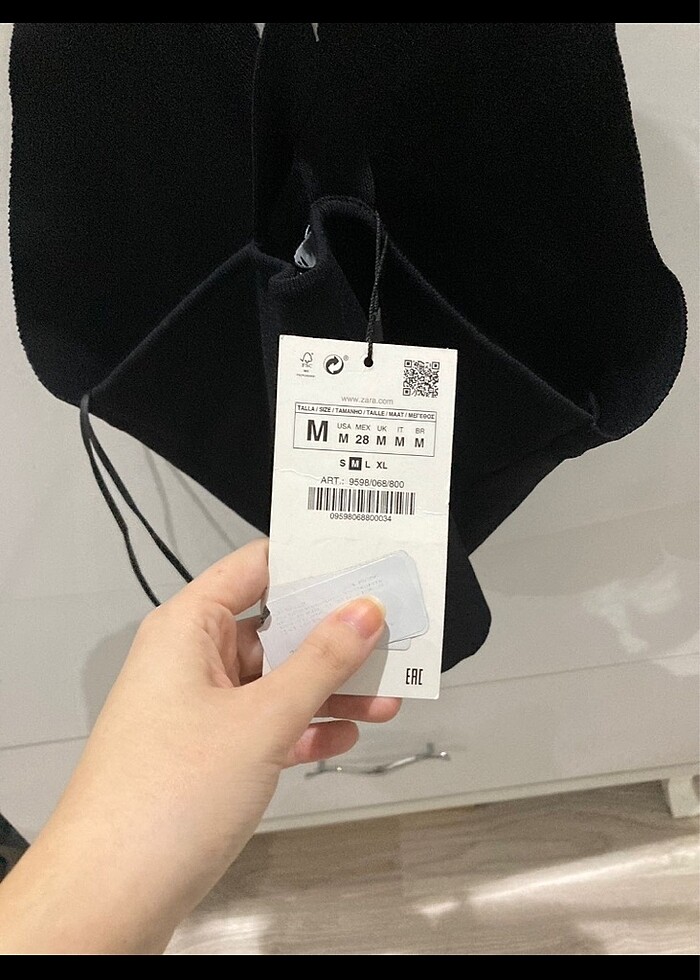 FSC
www.zara.com
TALLA / SIZE / TAMANHO / TAILLE / MAAT / ΜΕΓΕΘΟΣ
M
USA MEX UK IT BR
M 28 M M M
S M L XL
ART.: 9598/068/800
09598068800034
EAC